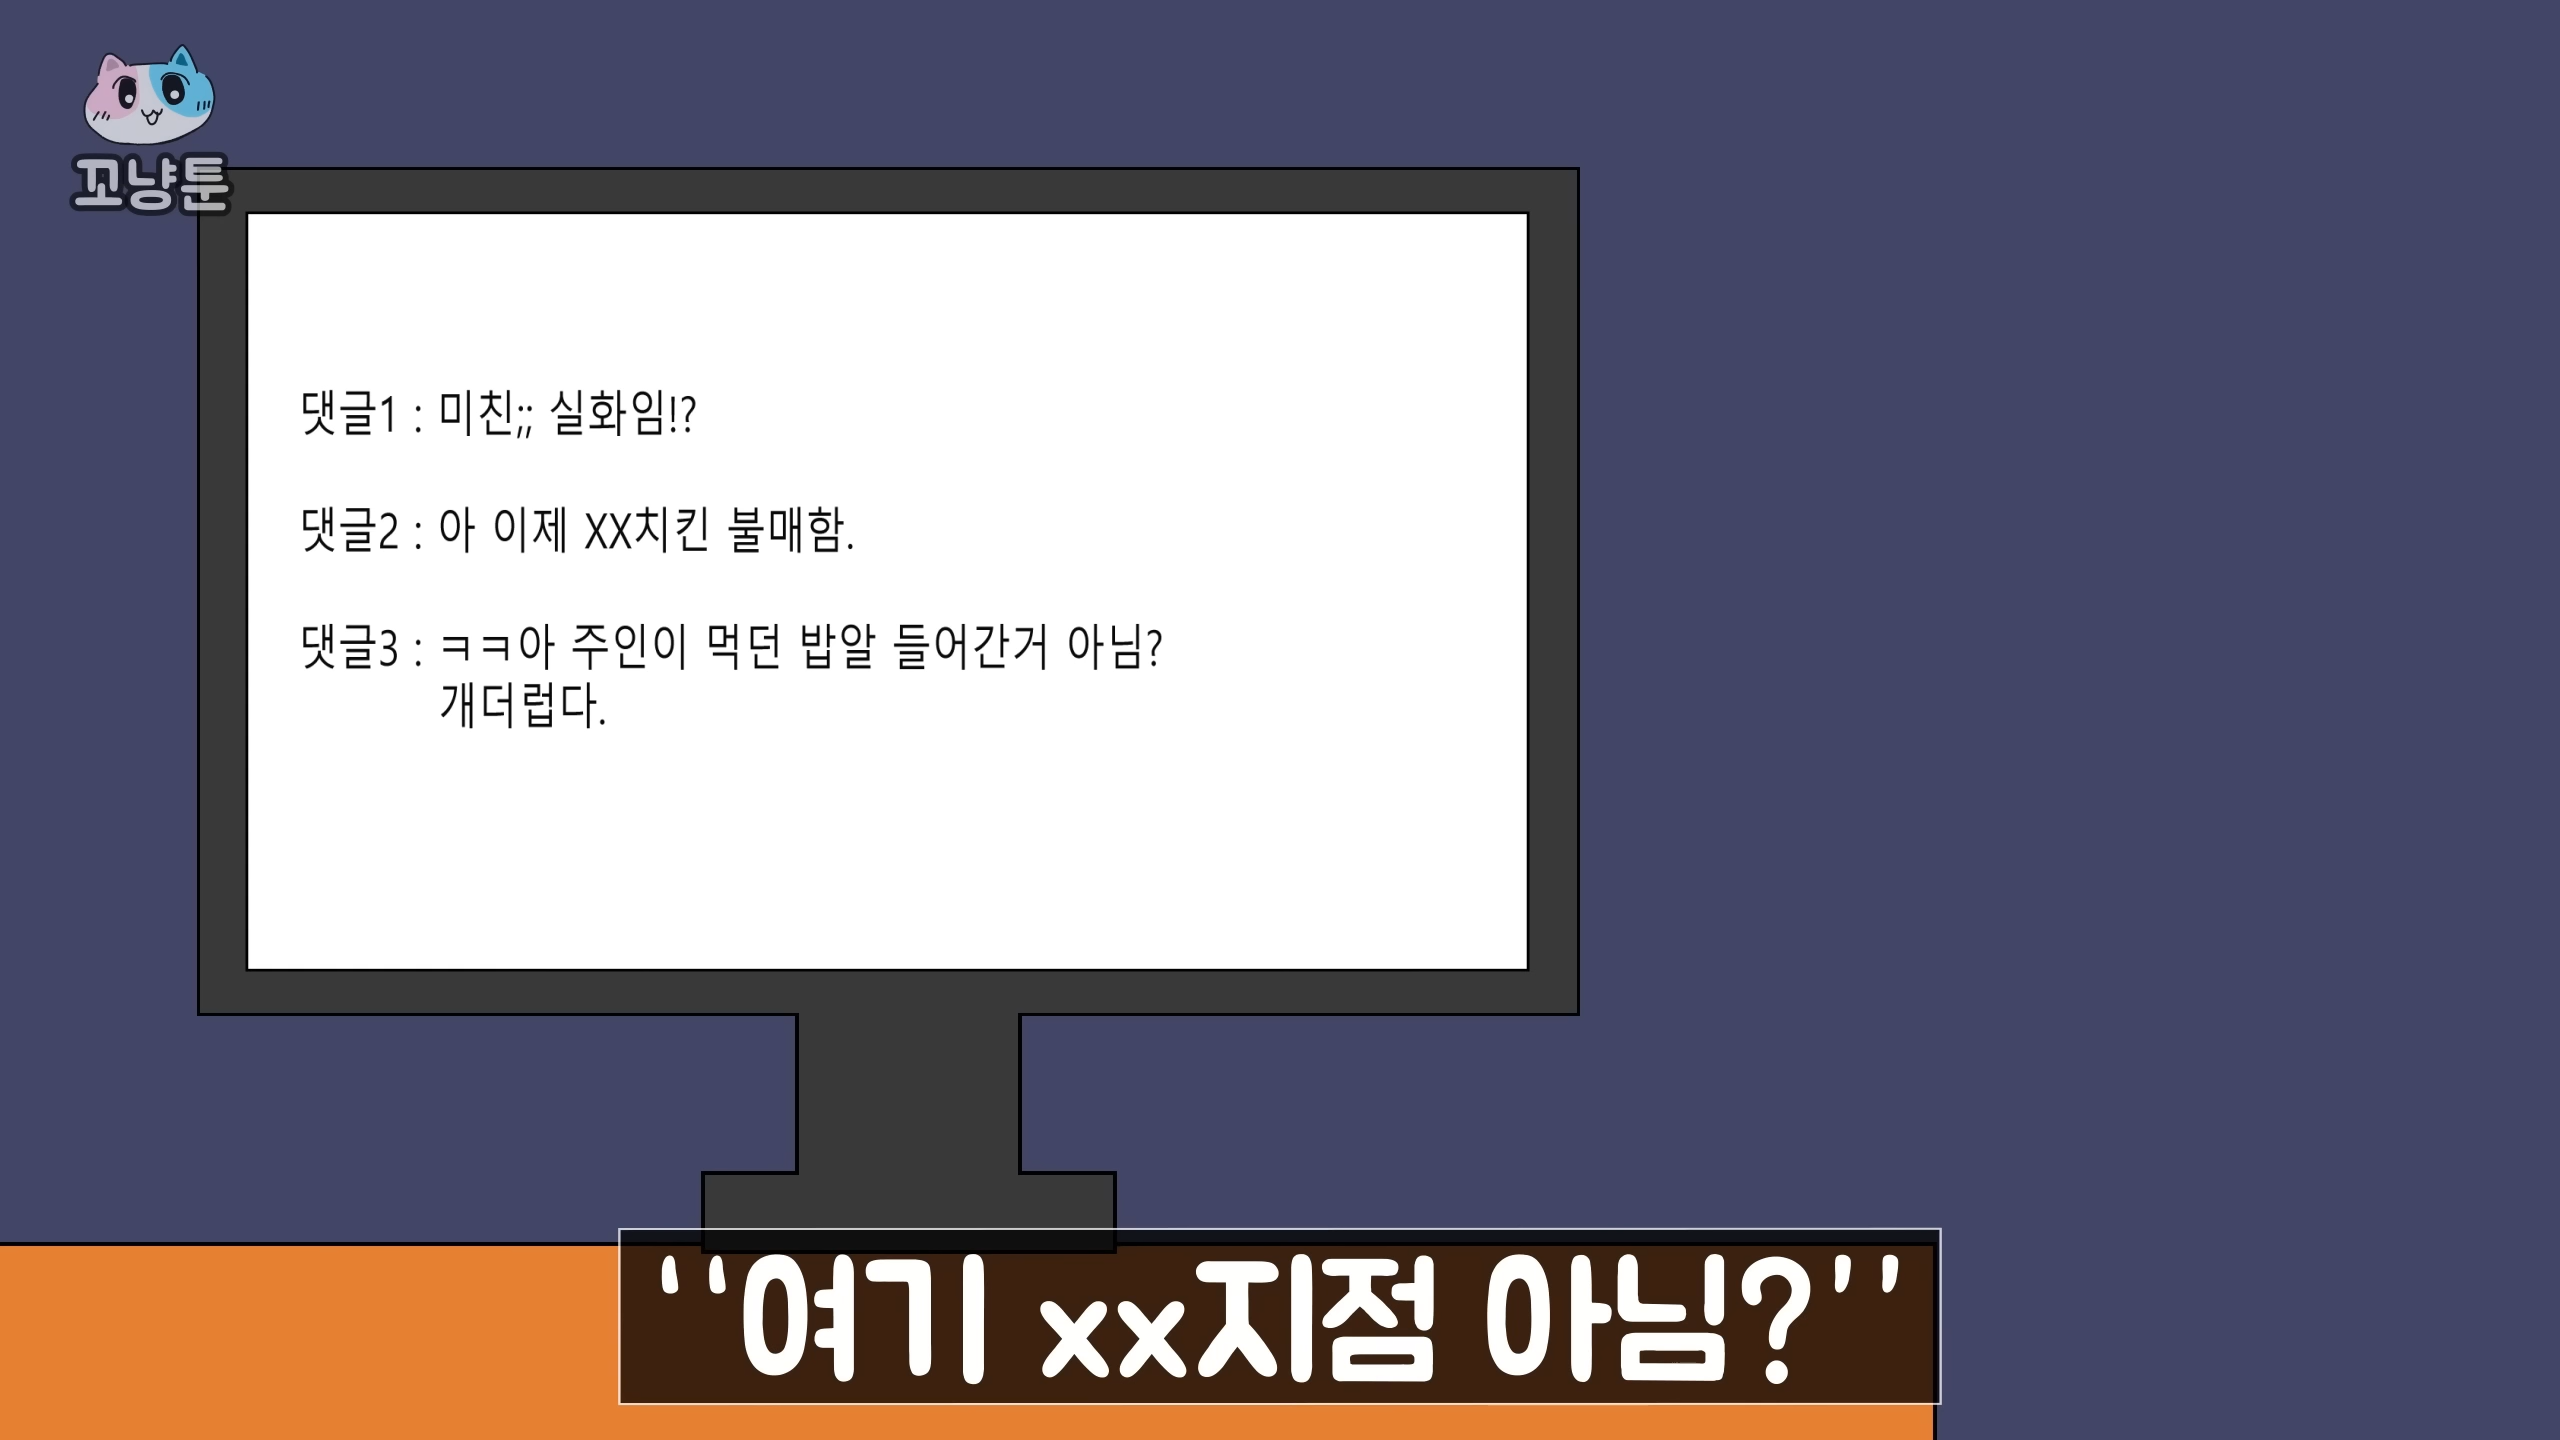 꼬냥툰
댓글1 : 미친;; 실화임!?
댓글2 : 아 이제 XX치킨 불매함.
댓글3 : ㅋㅋ아 주인이 먹던 밥알 들어간거 아님?
개더럽다.
‘‘여기 xx지점 아님?’’